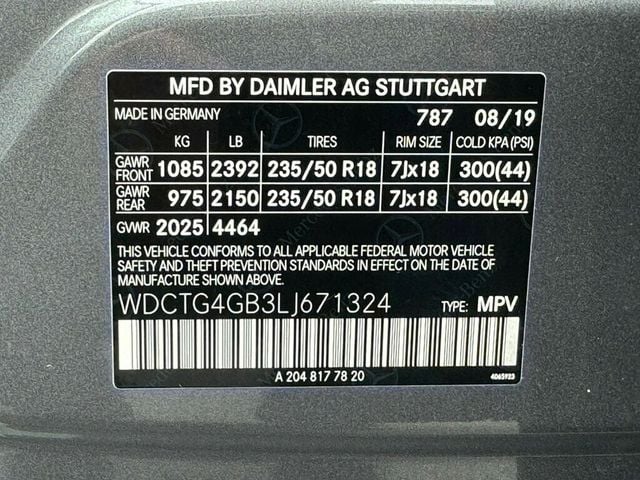 MFD BY DAIMLER AG STUTTGART
MADE IN GERMANY 787 08/19
KG LB TIRES RIM SIZE COLD KPA (PSI)
GAWR FRONT 1085 2392 235/50 R18 7Jx18 300(44)
GAWR REAR 975 2150 235/50 R18 7Jx18 300(44)
GVWR 2025 4464
THIS VEHICLE CONFORMS TO ALL APPLICABLE FEDERAL MOTOR VEHICLE
SAFETY AND THEFT PREVENTION STANDARDS IN EFFECT ON THE DATE
OF MANUFACTURE SHOWN ABOVE.
WDCTG4GB3LJ671324 TYPE: MPV
A 204 817 78 20 4065923